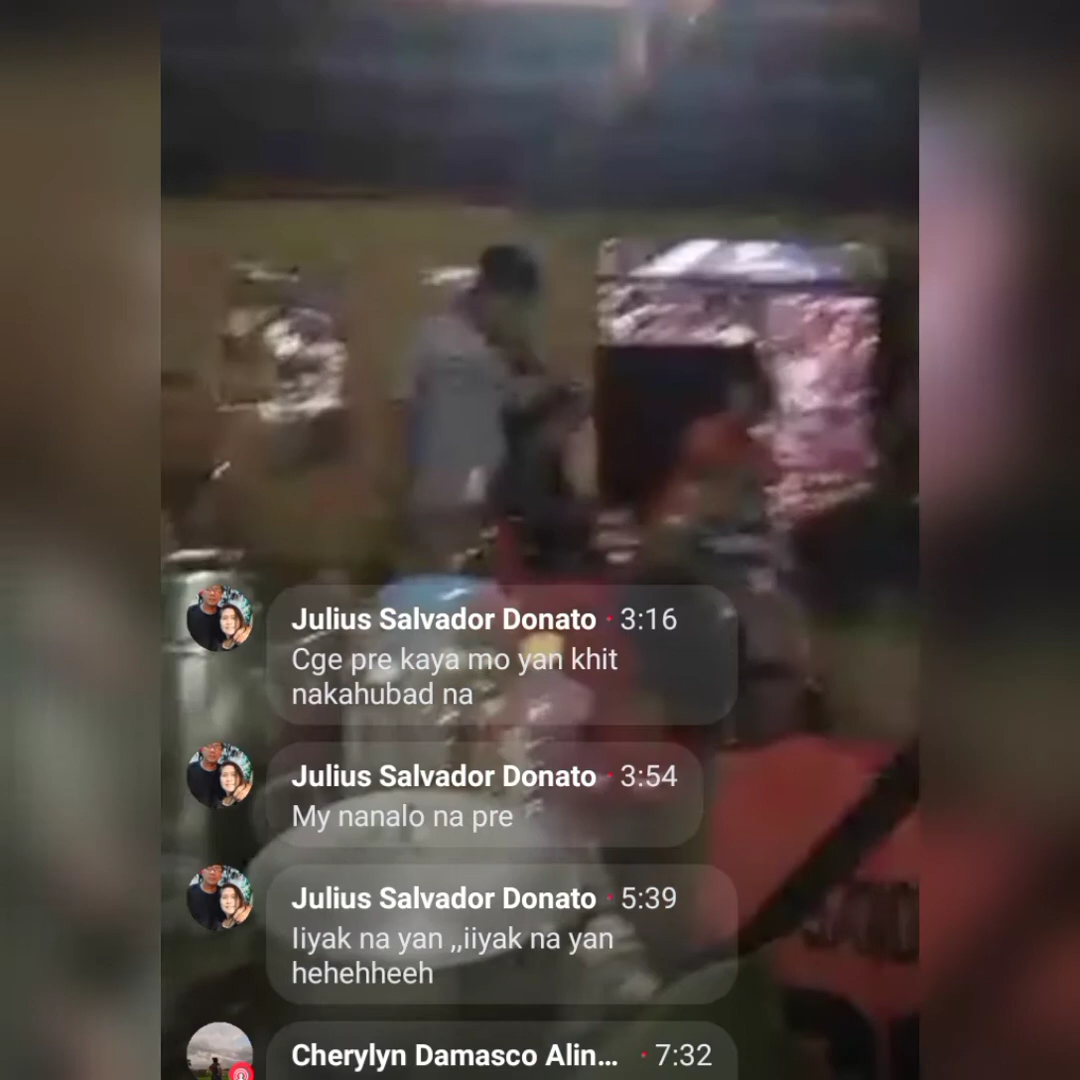 Julius Salvador Donato · 3:16
Cge pre kaya mo yan khit
nakahubad na
Julius Salvador Donato · 3:54
My nanalo na pre
Julius Salvador Donato · 5:39
Iiyak na yan ,,iiyak na yan
hehehheeh
Cherylyn Damasco Alin... · 7:32